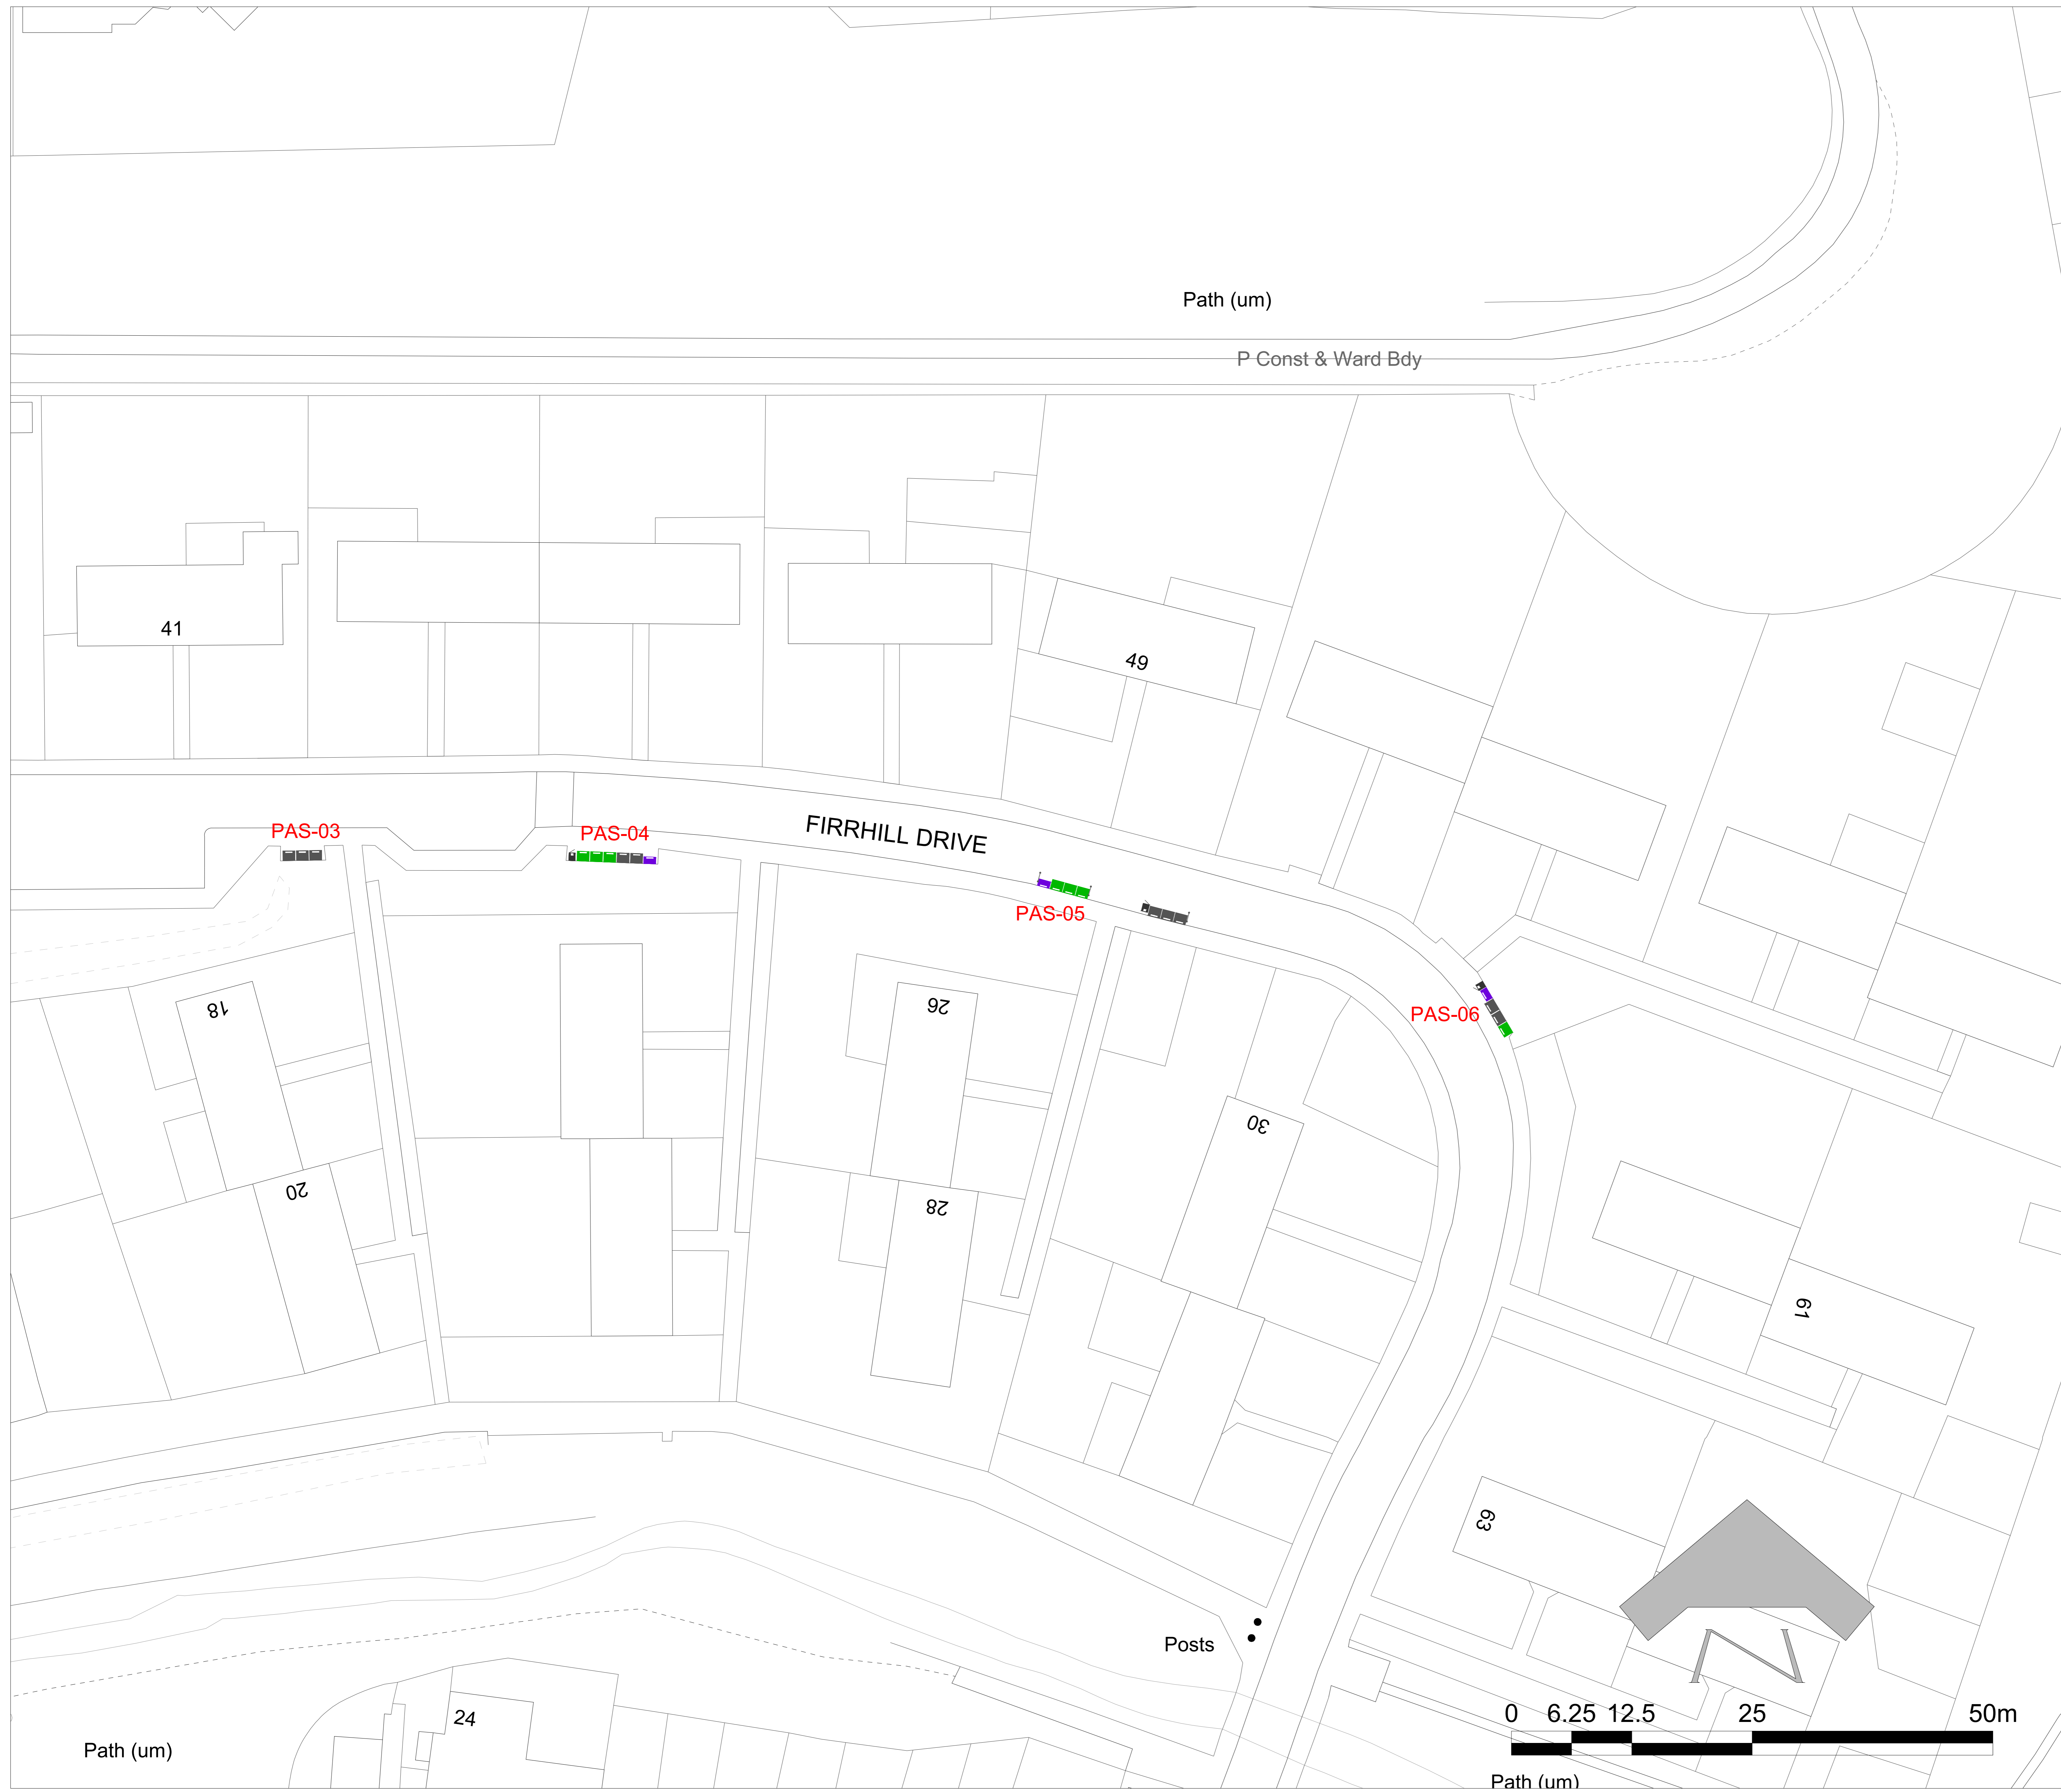 Path (um)
P Const & Ward Bdy
41
49
FIRRHILL DRIVE
PAS-03
PAS-04
PAS-05
PAS-06
18
26
30
20
28
61
63
Posts
N
24
0 6.25 12.5 25 50m
Path (um)
Path (um)